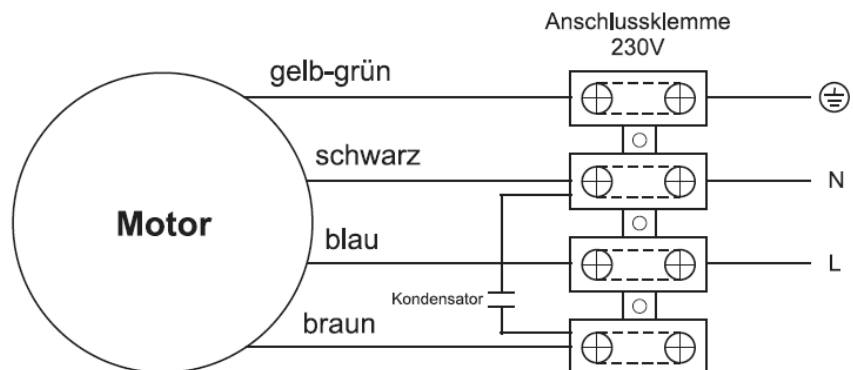 Anschlussklemme
230V
gelb-grün
schwarz
N
Motor
blau
L
Kondensator
braun